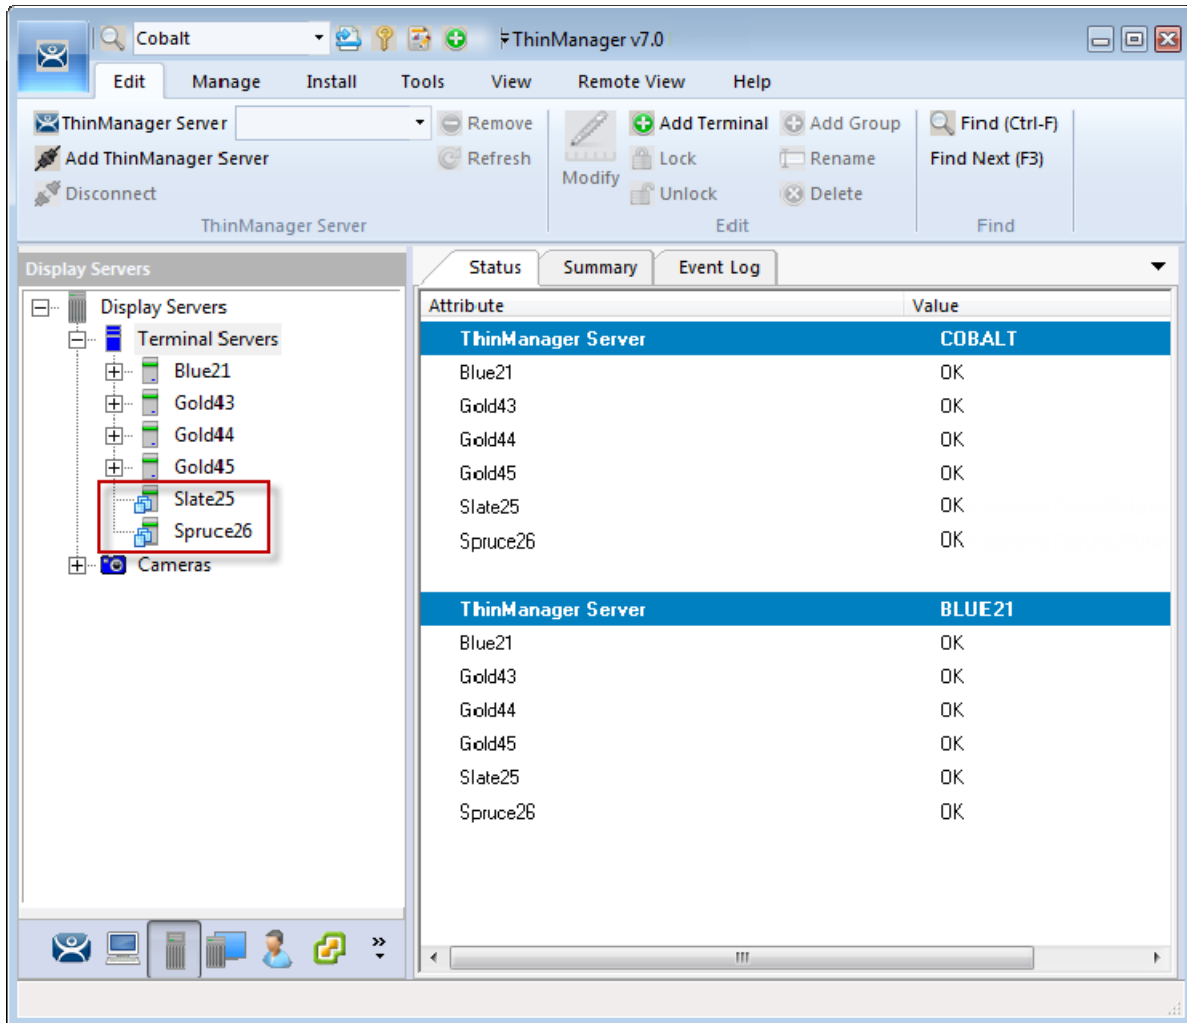 Cobalt ThinManager v7.0
Edit Manage Install Tools View Remote View Help
ThinManager Server Remove Add Terminal Add Group Find (Ctrl-F)
Add ThinManager Server Refresh Modify Lock Rename Find Next (F3)
Disconnect Unlock Delete
ThinManager Server Edit Find
Display Servers
Display Servers
Terminal Servers
Blue21
Gold43
Gold44
Gold45
Slate25
Spruce26
Cameras
Status Summary Event Log
Attribute Value
ThinManager Server COBALT
Blue21 OK
Gold43 OK
Gold44 OK
Gold45 OK
Slate25 OK
Spruce26 OK
ThinManager Server BLUE21
Blue21 OK
Gold43 OK
Gold44 OK
Gold45 OK
Slate25 OK
Spruce26 OK